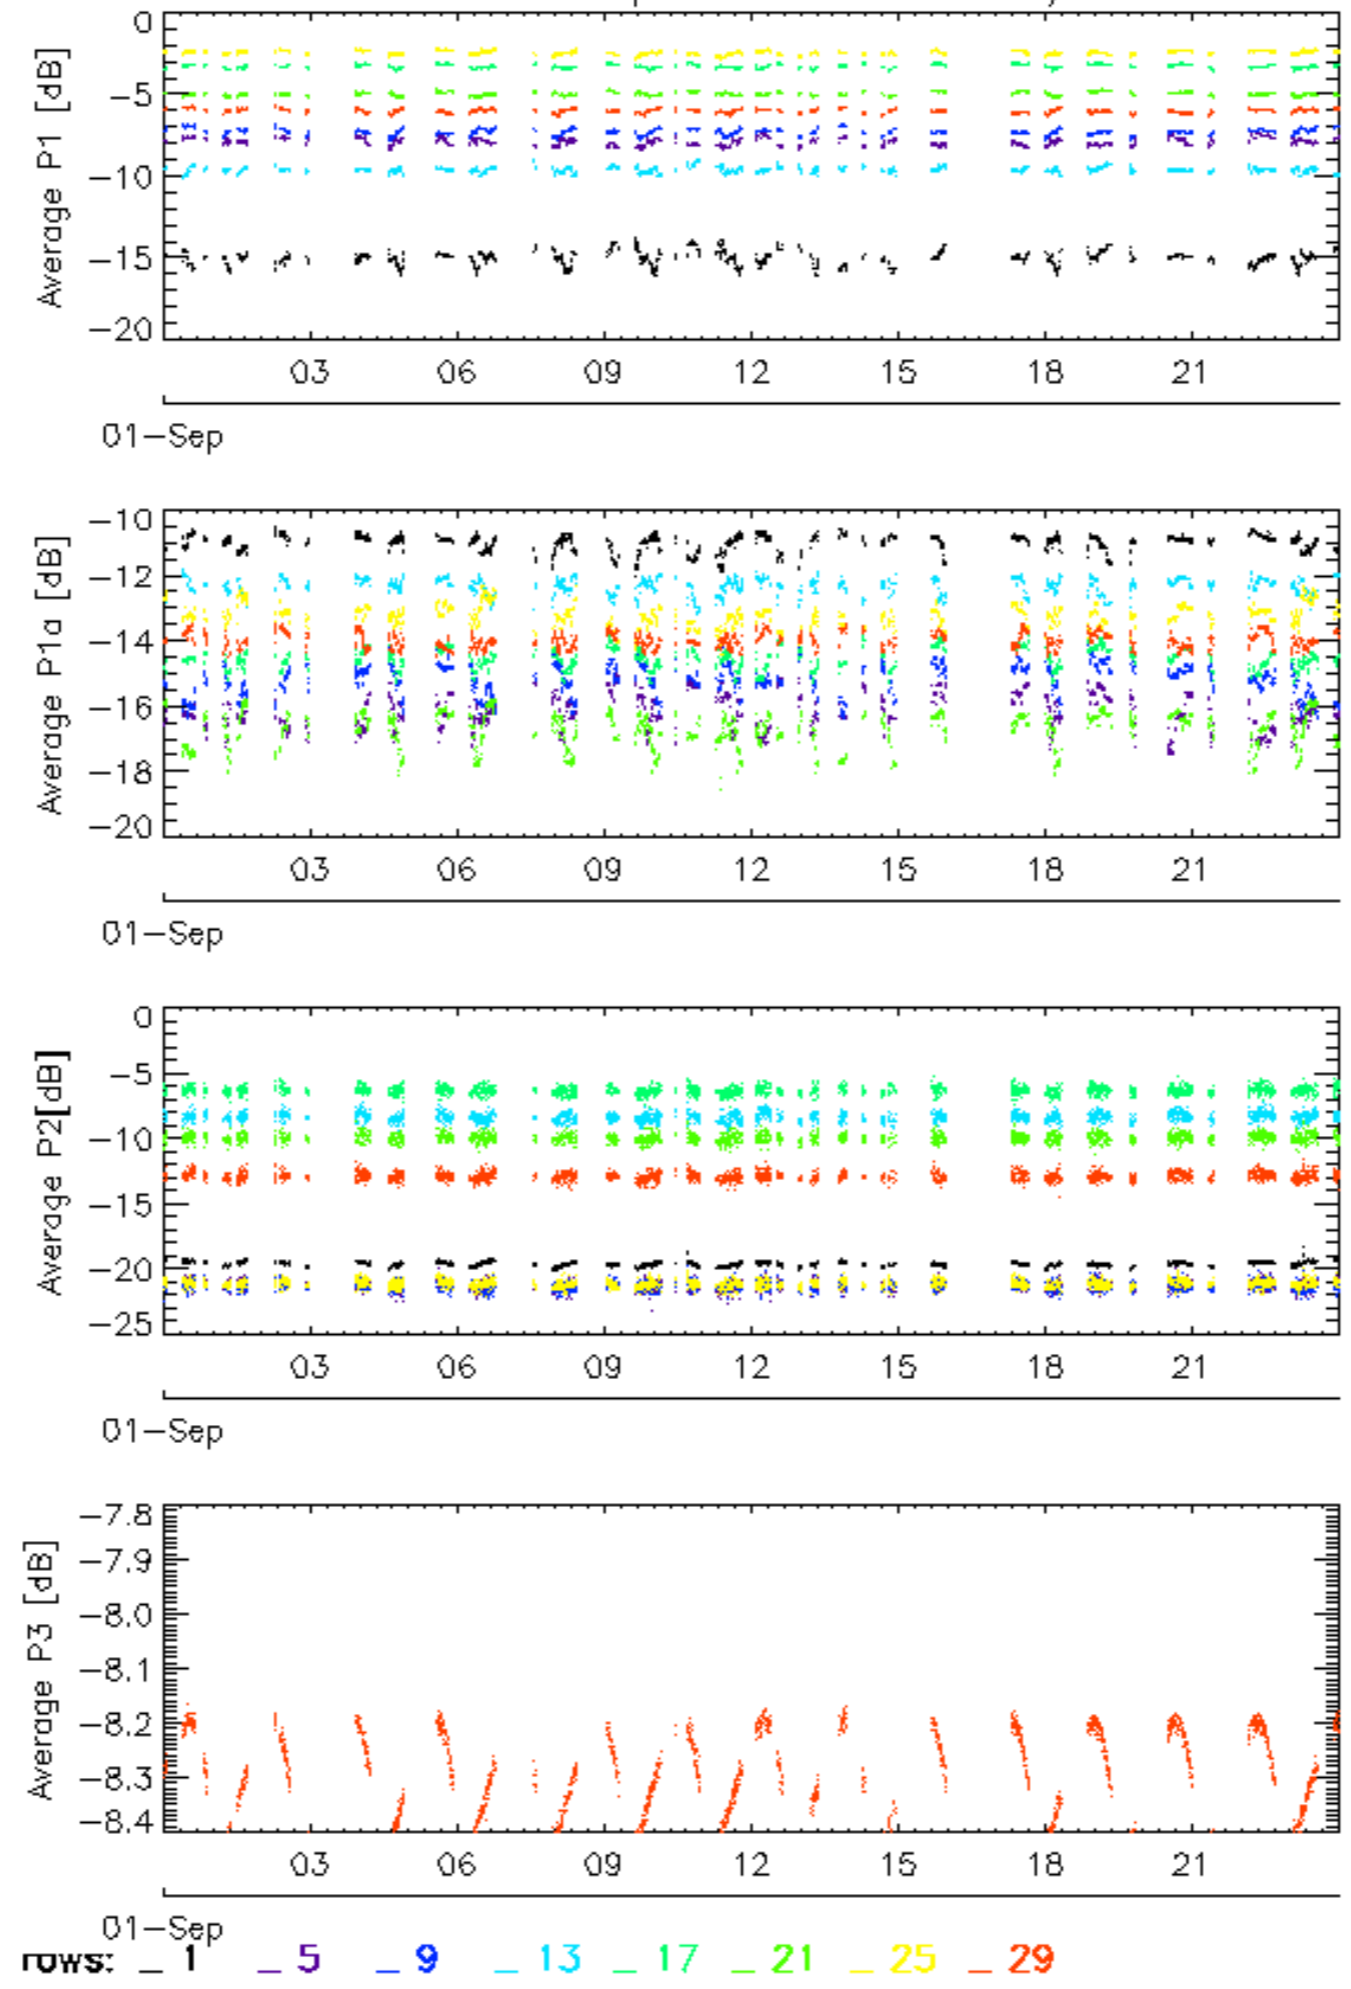 0
−5
−10
−15
−20
Average P1 [dB]
03 06 09 12 15 18 21
01−Sep
−10
−12
−14
−16
−18
−20
Average P1a [dB]
03 06 09 12 15 18 21
01−Sep
0
−5
−10
−15
−20
−25
Average P2[dB]
03 06 09 12 15 18 21
01−Sep
−7.8
−7.9
−8.0
−8.1
−8.2
−8.3
−8.4
Average P3 [dB]
03 06 09 12 15 18 21
01−Sep
rows: _ 1 _ 5 _ 9 _ 13 _ 17 _ 21 _ 25 _ 29